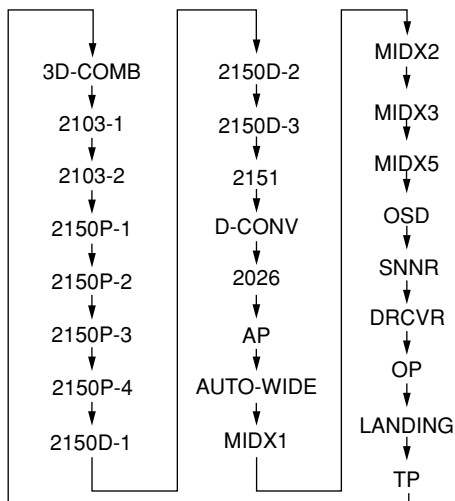 3D-COMB
2103-1
2103-2
2150P-1
2150P-2
2150P-3
2150P-4
2150D-1
2150D-2
2150D-3
2151
D-CONV
2026
AP
AUTO-WIDE
MIDX1
MIDX2
MIDX3
MIDX5
OSD
SNNR
DRCVR
OP
LANDING
TP